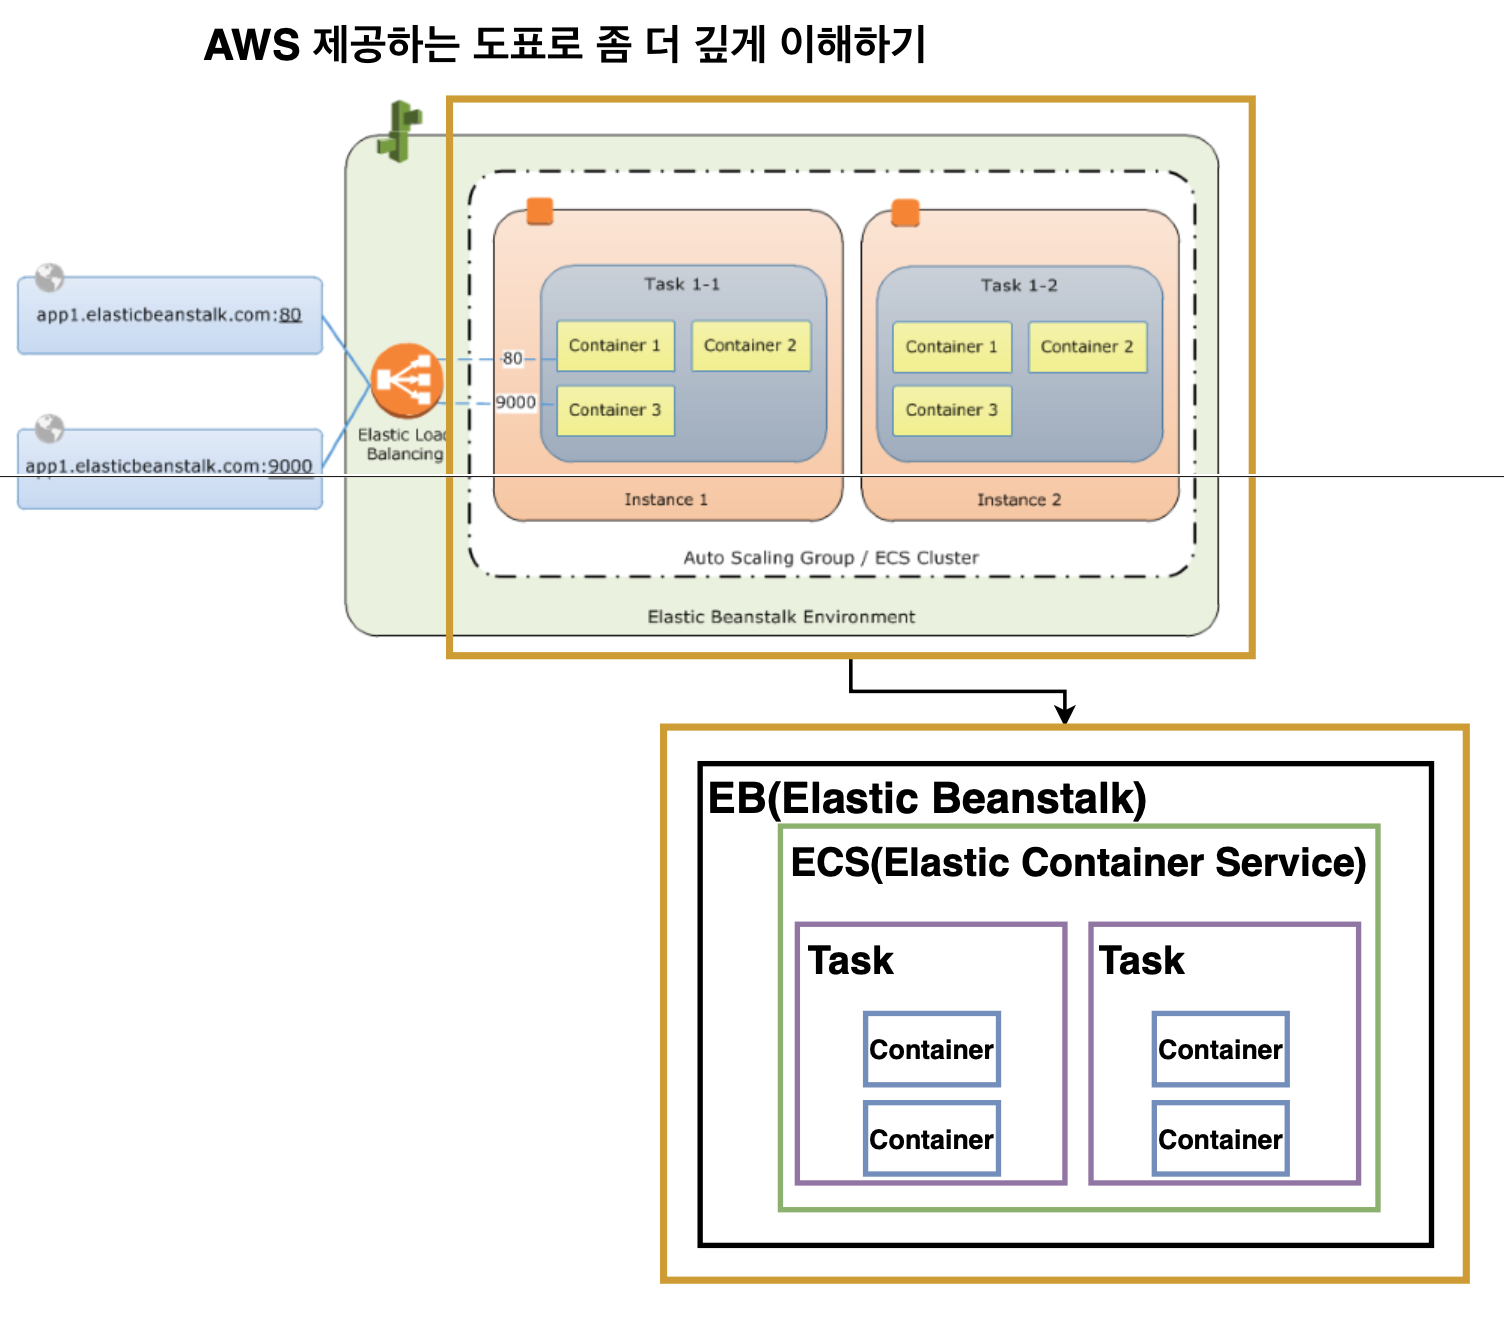 AWS 제공하는 도표로 좀 더 깊게 이해하기
app1.elasticbeanstalk.com:80
app1.elasticbeanstalk.com:9000
Elastic Load
Balancing
80
9000
Task 1-1
Container 1
Container 2
Container 3
Instance 1
Task 1-2
Container 1
Container 2
Container 3
Instance 2
Auto Scaling Group / ECS Cluster
Elastic Beanstalk Environment
EB(Elastic Beanstalk)
ECS(Elastic Container Service)
Task
Container
Container
Task
Container
Container